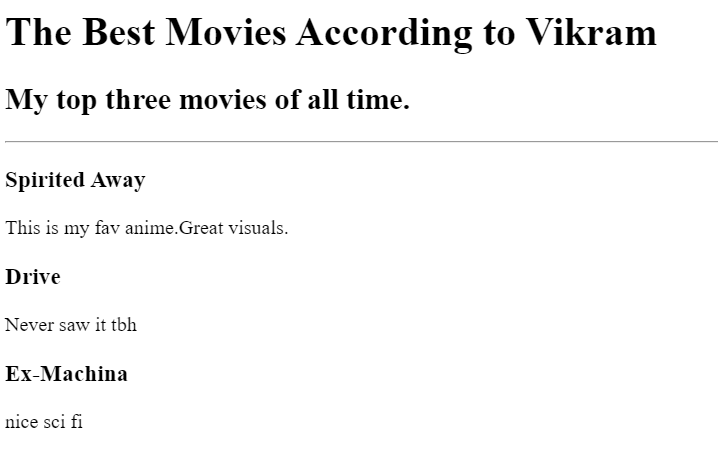 The Best Movies According to Vikram
My top three movies of all time.
Spirited Away
This is my fav anime.Great visuals.
Drive
Never saw it tbh
Ex-Machina
nice sci fi